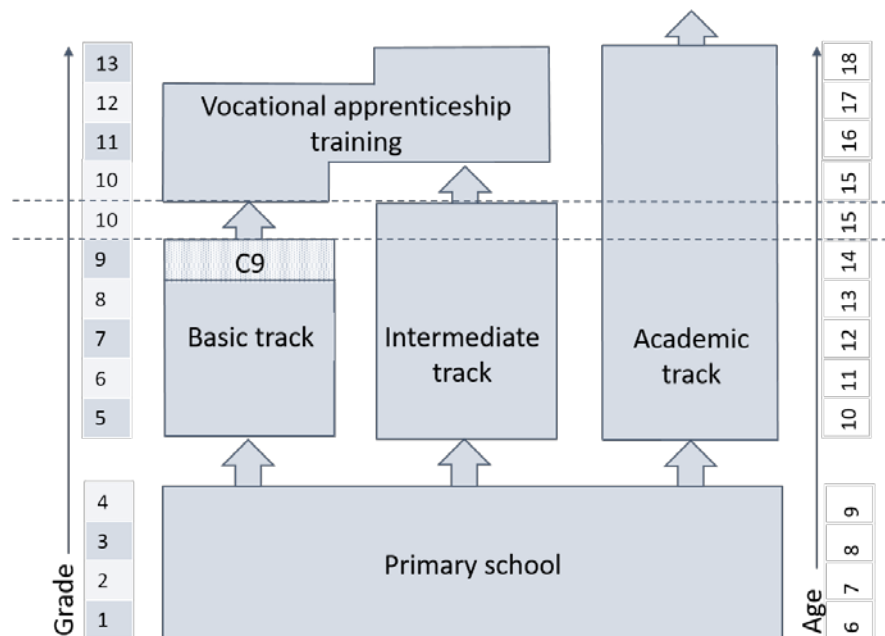 13
12
11
10
10
9
8
7
6
5
4
3
2
1
Grade
Vocational apprenticeship
training
C9
Basic track
Intermediate
track
Academic
track
Primary school
18
17
16
15
15
14
13
12
11
10
9
8
7
6
Age